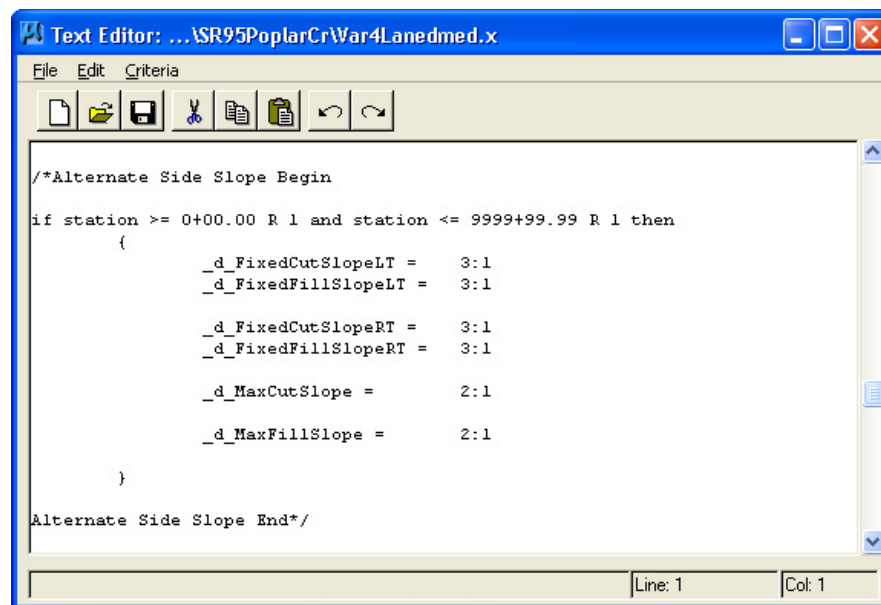 Text Editor: ...\SR95PoplarCr\Var4Lanedmed.x
File Edit Criteria
/*Alternate Side Slope Begin
if station >= 0+00.00 R 1 and station <= 9999+99.99 R 1 then
{
_d_FixedCutSlopeLT = 3:1
_d_FixedFillSlopeLT = 3:1
_d_FixedCutSlopeRT = 3:1
_d_FixedFillSlopeRT = 3:1
_d_MaxCutSlope = 2:1
_d_MaxFillSlope = 2:1
}
Alternate Side Slope End*/
Line: 1 Col: 1